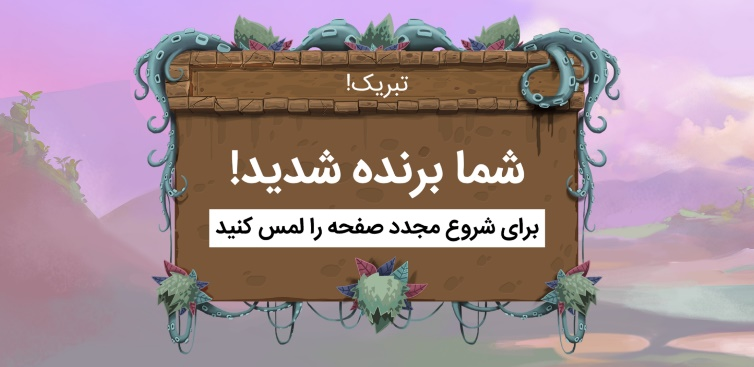 تبریک!
شما برنده شدید!
برای شروع مجدد صفحه را لمس کنید